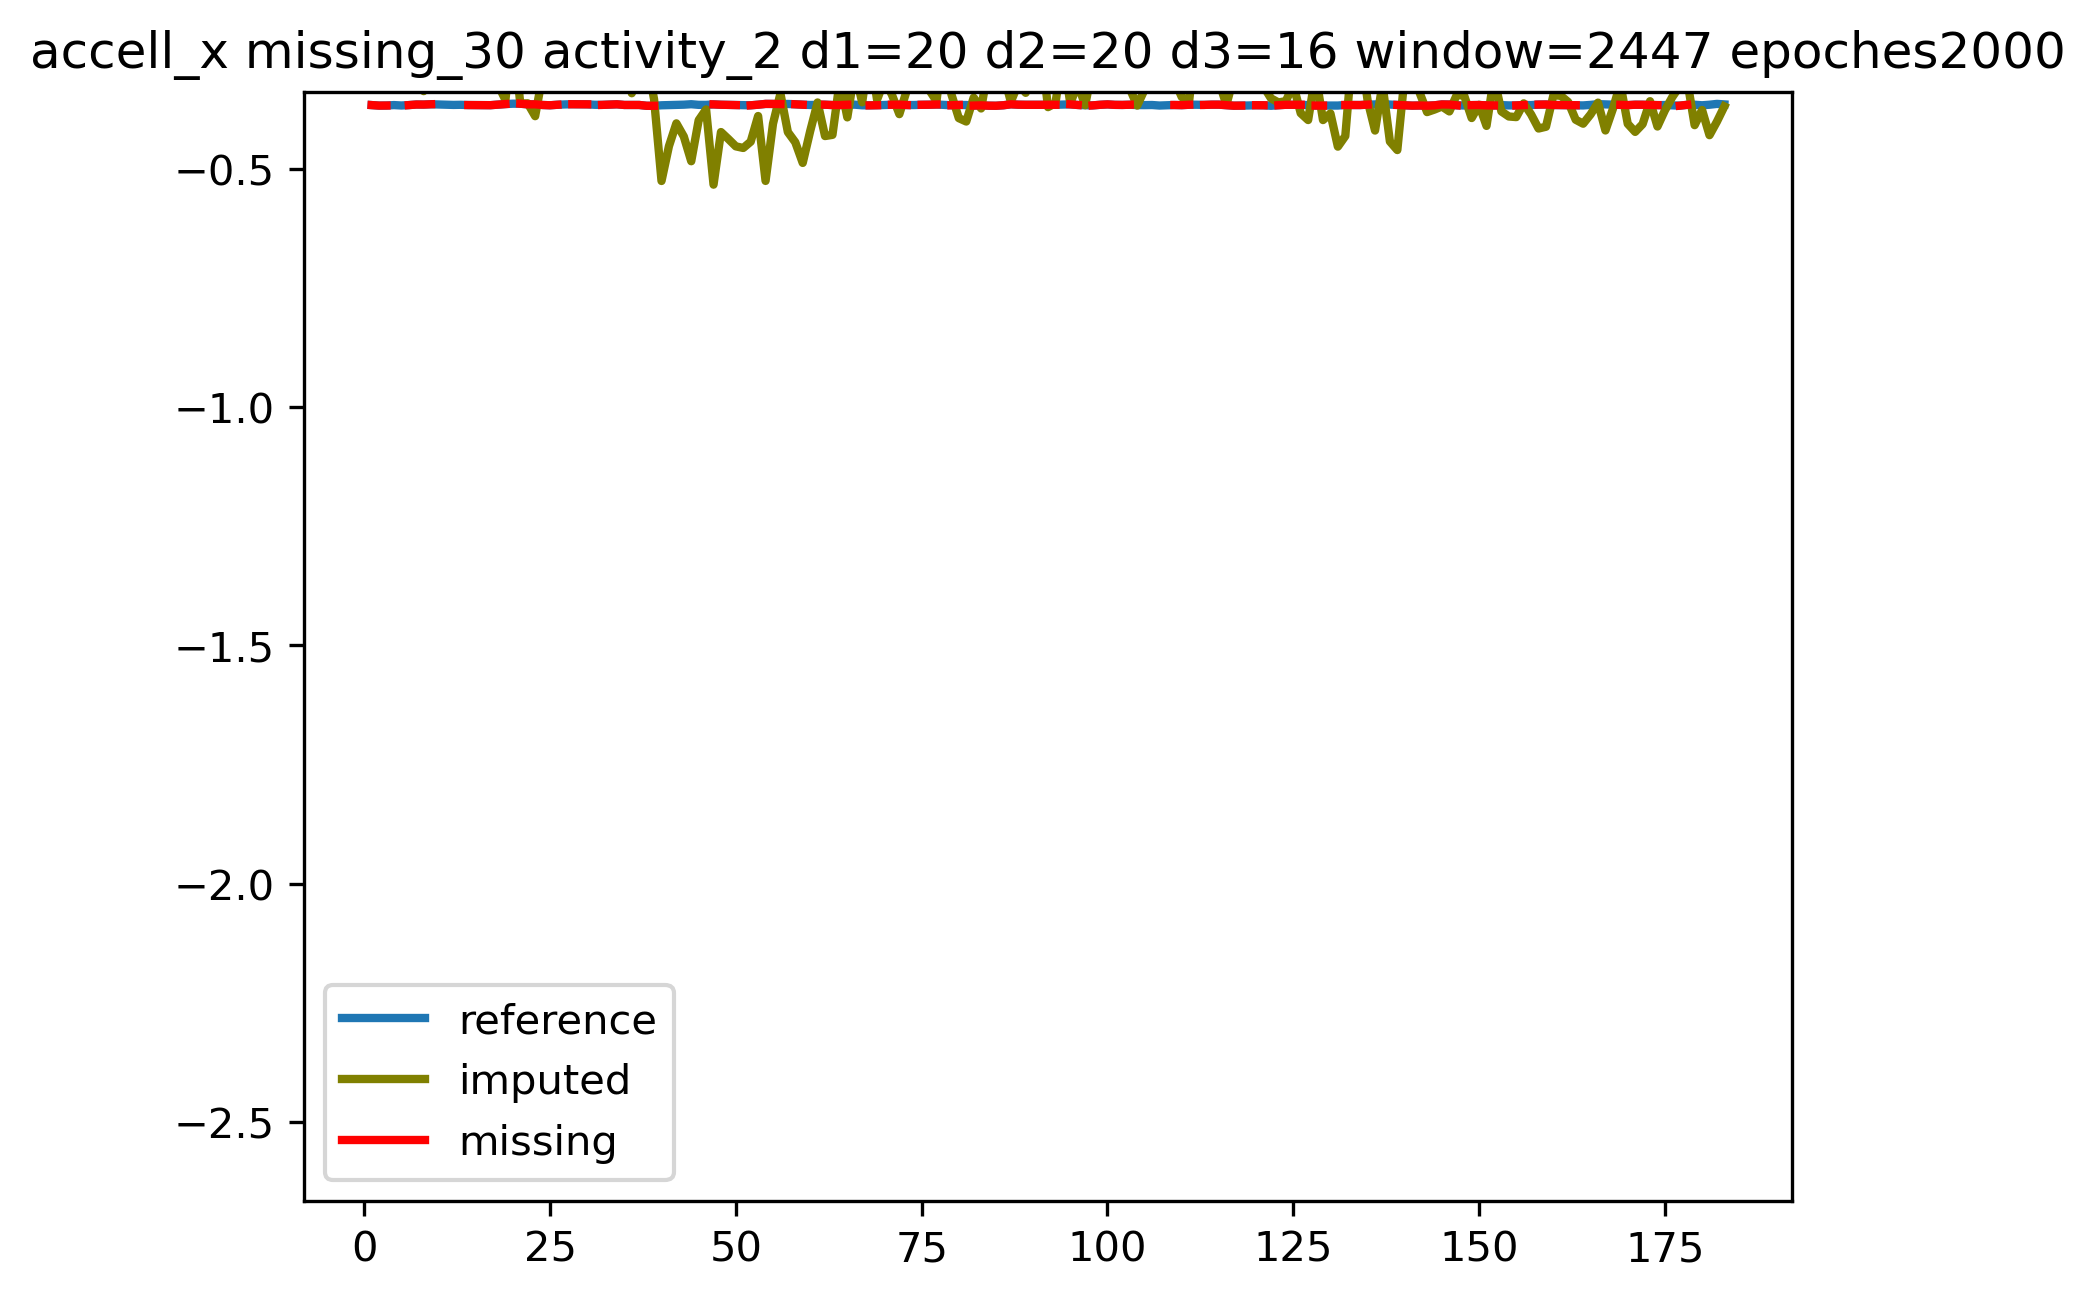 accell_x missing_30 activity_2 d1=20 d2=20 d3=16 window=2447 epoches2000
−0.5
−1.0
−1.5
−2.0
−2.5
reference
imputed
missing
0 25 50 75 100 125 150 175